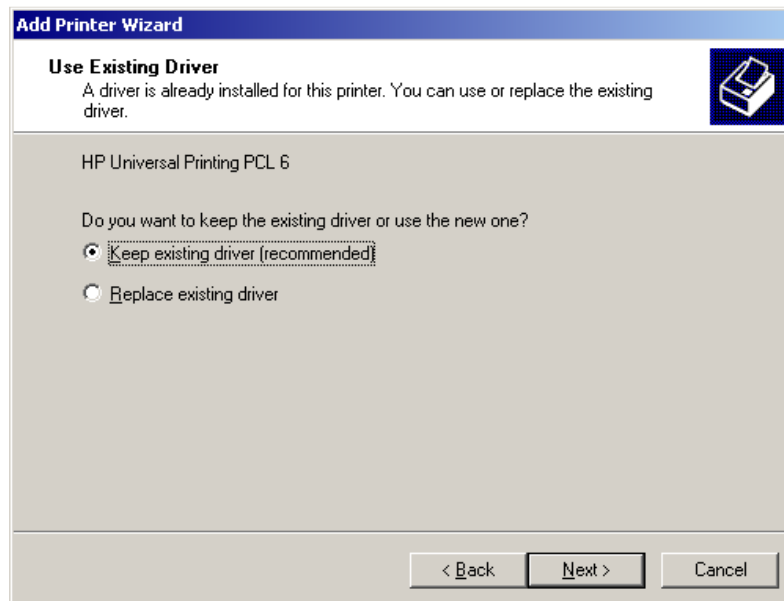 Add Printer Wizard
Use Existing Driver
A driver is already installed for this printer. You can use or replace the existing
driver.
HP Universal Printing PCL 6
Do you want to keep the existing driver or use the new one?
Keep existing driver (recommended)
Replace existing driver
< Back Next > Cancel